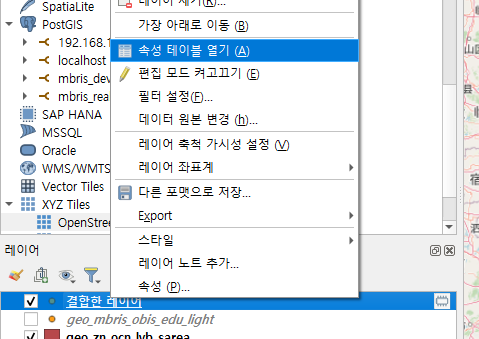 SpatiaLite
PostGIS
192.168.1
localhost
mbris_dev
mbris_rea
SAP HANA
MSSQL
Oracle
WMS/WMTS
Vector Tiles
XYZ Tiles
OpenStree
레이어 제거(R)...
가장 아래로 이동 (B)
속성 테이블 열기 (A)
편집 모드 켜고끄기 (E)
필터 설정(F)...
데이터 원본 변경 (h)...
레이어 축척 가시성 설정 (V)
레이어 좌표계
다른 포맷으로 저장...
Export
스타일
레이어 노트 추가...
속성 (P)...
레이어
결합한 레이어
geo_mbris_obis_edu_light
geo_zn_ocn_lyb_sarea